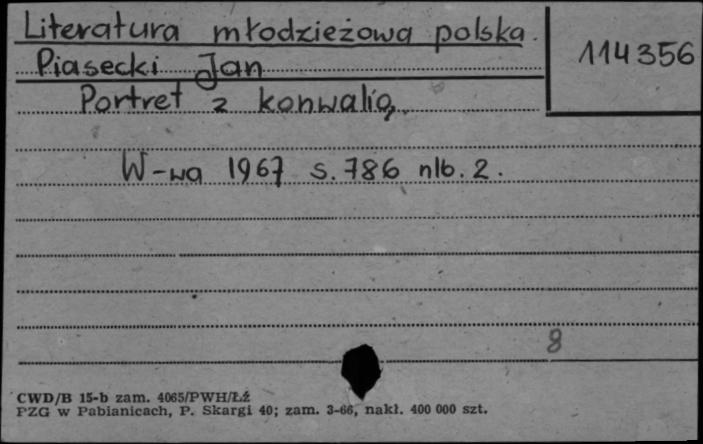 Literatura młodzieżowa polska.
114356
Piasecki Jan
Portret z konwalią
W-wa 1967 s. 786 nlb. 2.
8
CWD/B 15-b zam. 4065/PWH/ŁŹ
PZG w Pabianicach, P. Skargi 40; zam. 3-66, nakł. 400 000 szt.